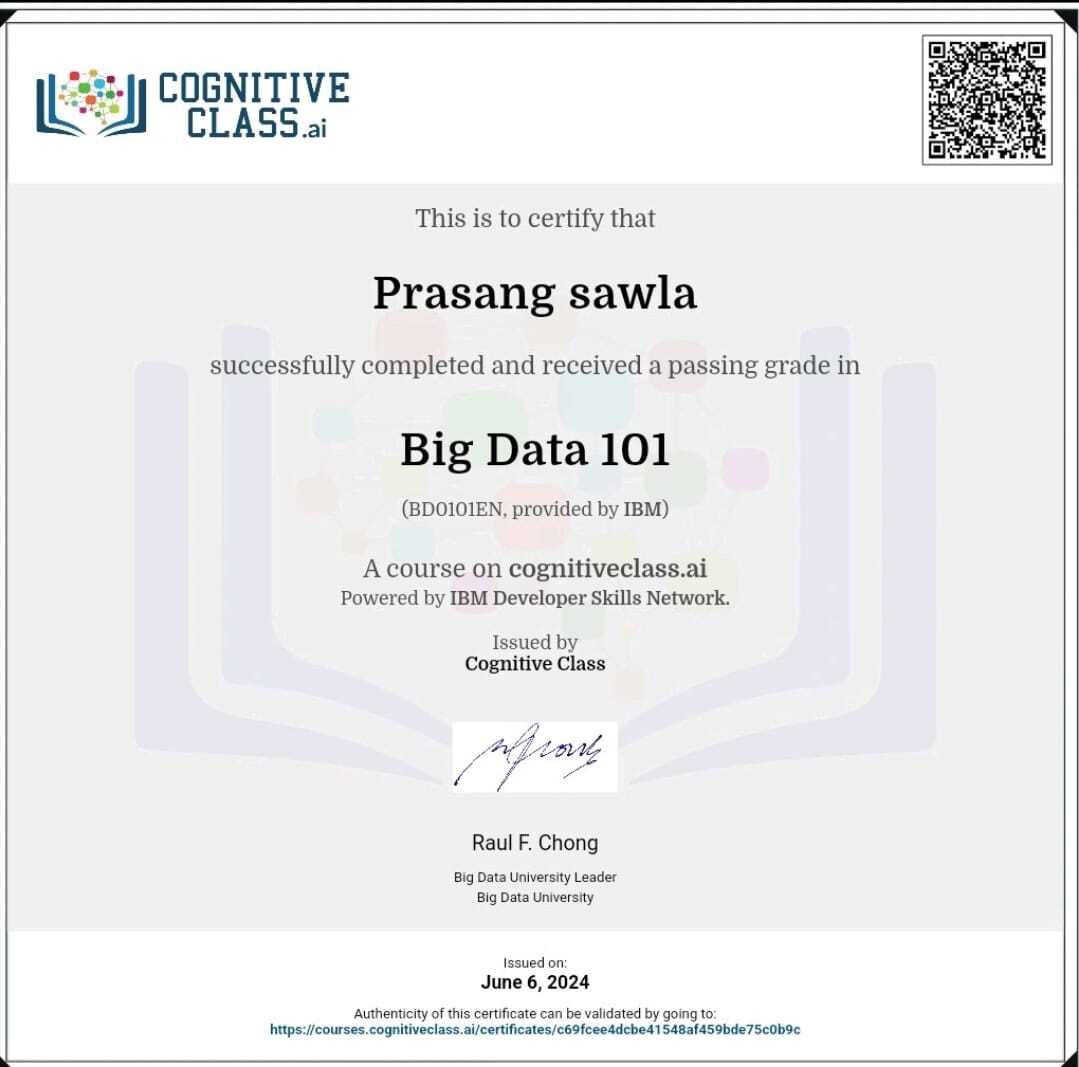 COGNITIVE
CLASS.ai
This is to certify that
Prasang sawla
successfully completed and received a passing grade in
Big Data 101
(BD0101EN, provided by IBM)
A course on cognitiveclass.ai
Powered by IBM Developer Skills Network.
Issued by
Cognitive Class
Raul F. Chong
Big Data University Leader
Big Data University
Issued on:
June 6, 2024
Authenticity of this certificate can be validated by going to:
https://courses.cognitiveclass.ai/certificates/c69fcee4dcbe41548af459bde75c0b9c